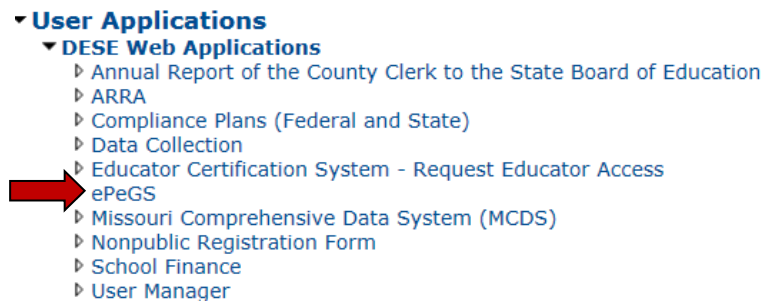 User Applications
DESE Web Applications
Annual Report of the County Clerk to the State Board of Education
ARRA
Compliance Plans (Federal and State)
Data Collection
Educator Certification System - Request Educator Access
ePeGS
Missouri Comprehensive Data System (MCDS)
Nonpublic Registration Form
School Finance
User Manager